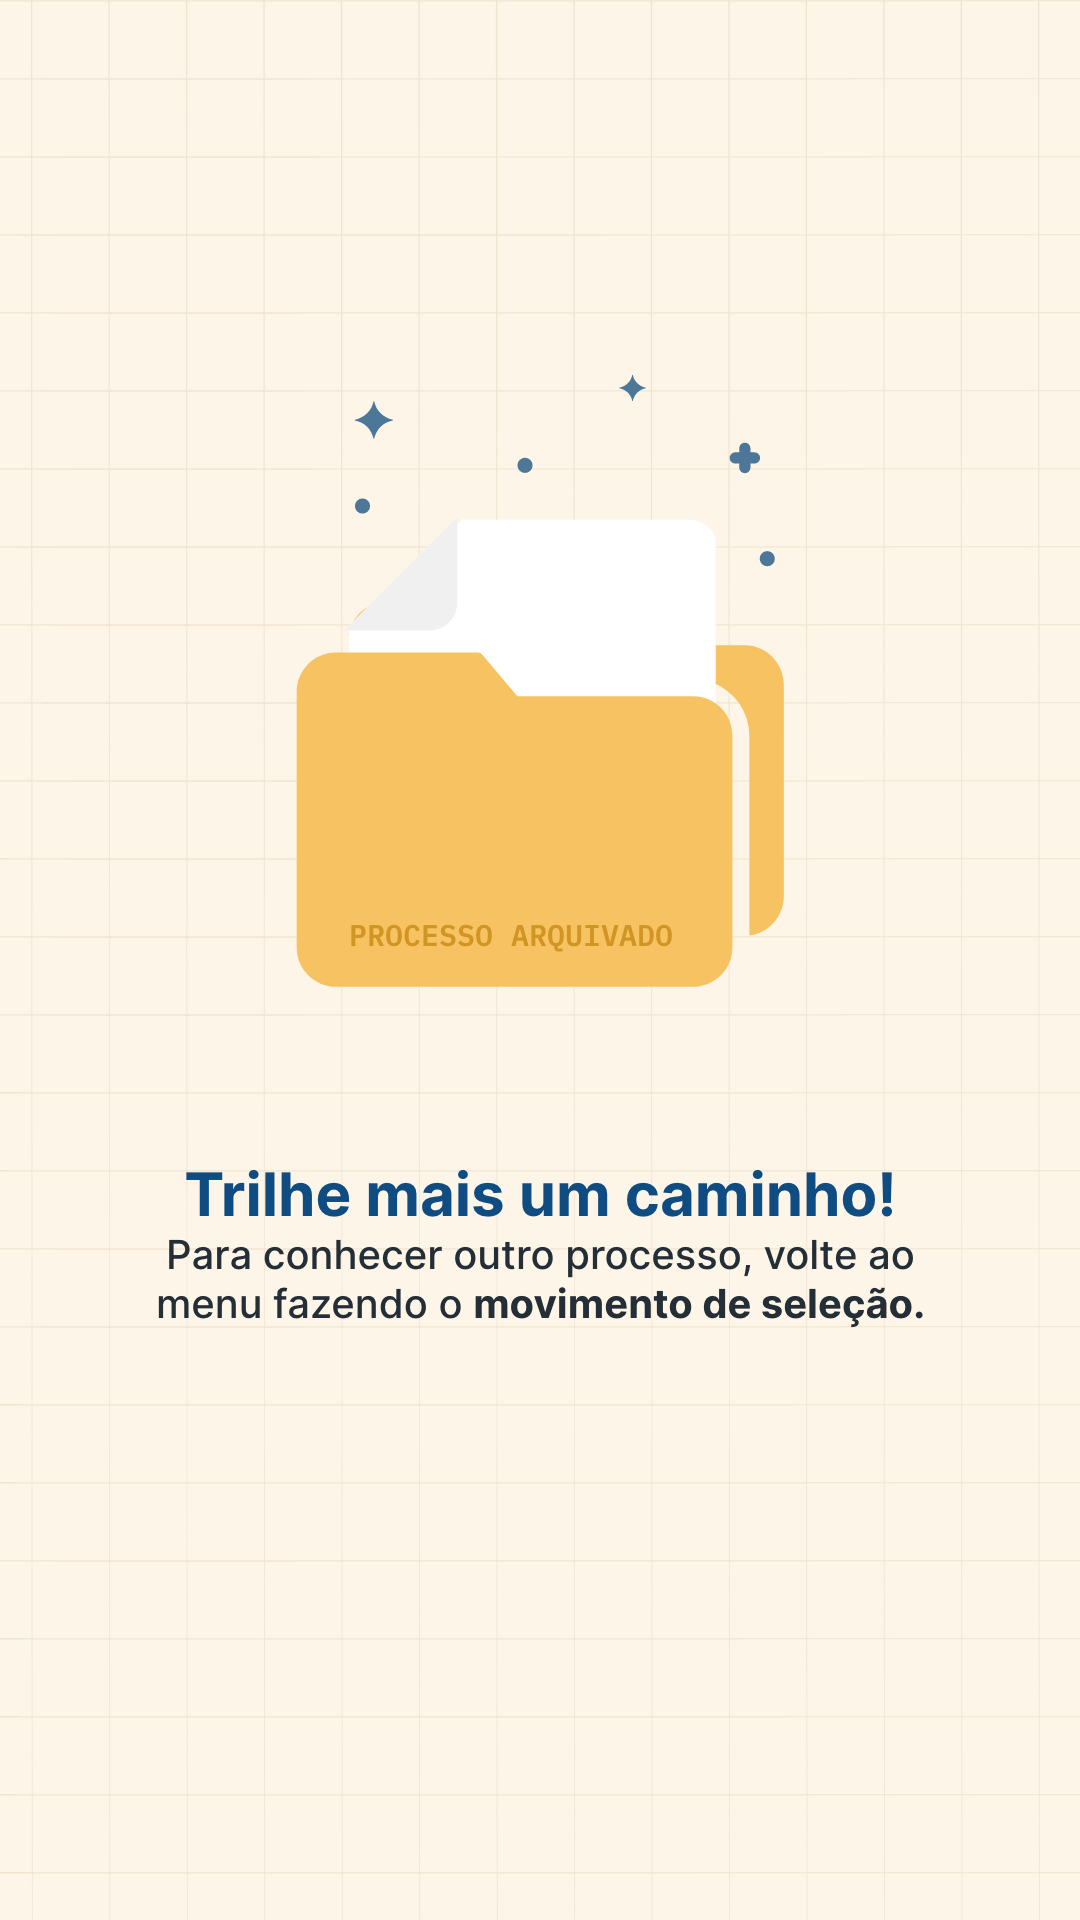 PROCESSO ARQUIVADO
Trilhe mais um caminho!
Para conhecer outro processo, volte ao
menu fazendo o movimento de seleção.